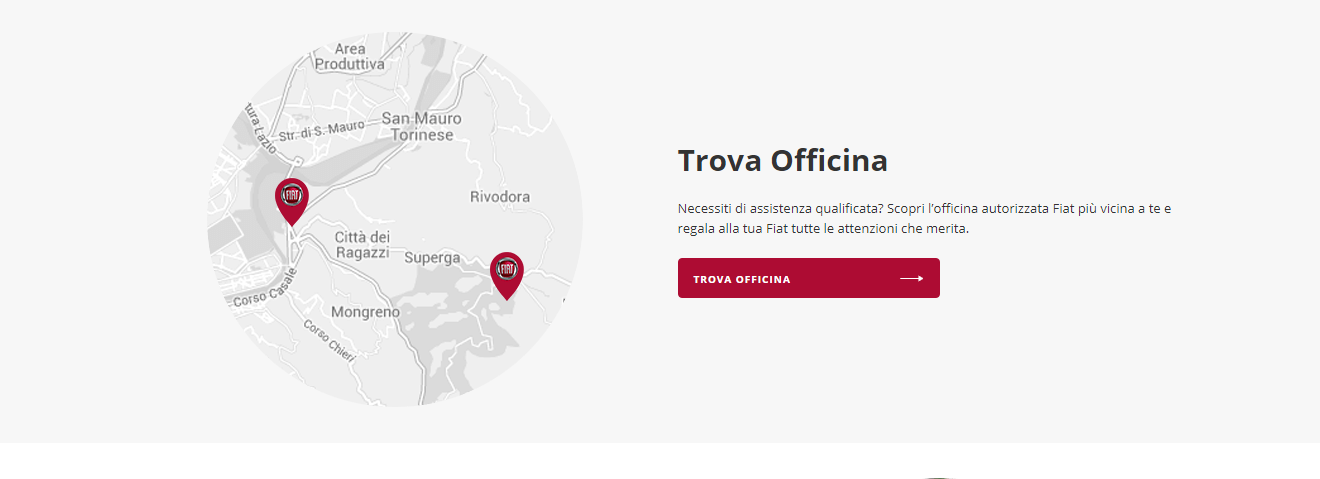 Area
Produttiva
San Mauro
Torinese
Str. di S. Mauro
tura Lazio
Rivodora
FIAT
Città dei
Ragazzi
Superga
FIAT
Corso Casale
Mongreno
Corso Chieri
Trova Officina
Necessiti di assistenza qualificata? Scopri l'officina autorizzata Fiat più vicina a te e
regala alla tua Fiat tutte le attenzioni che merita.
TROVA OFFICINA